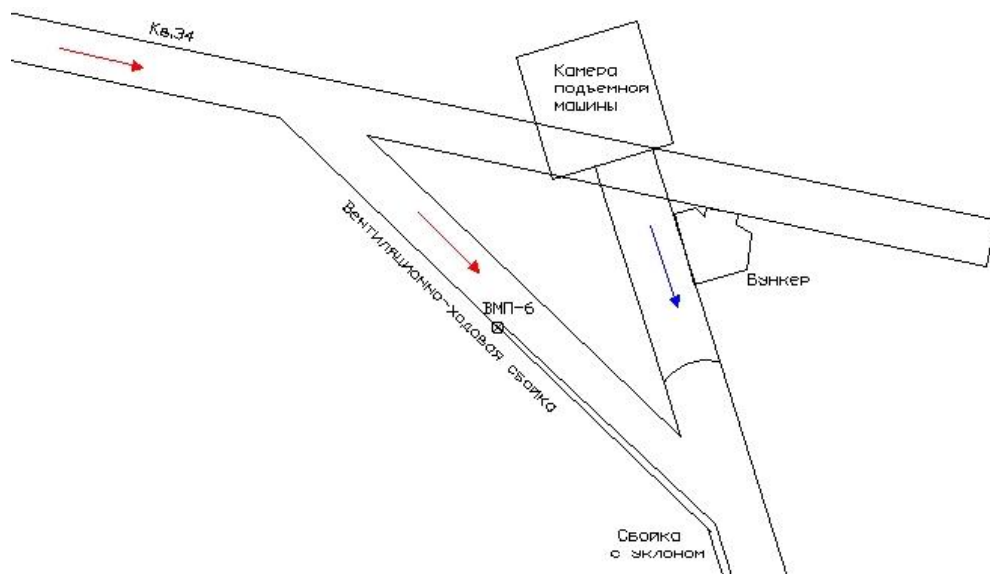 Кв.34
Камера
подъемной
машины
Вентиляционно-ходовая сбойка
ВМП-6
Бункер
Сбойка
с уклоном